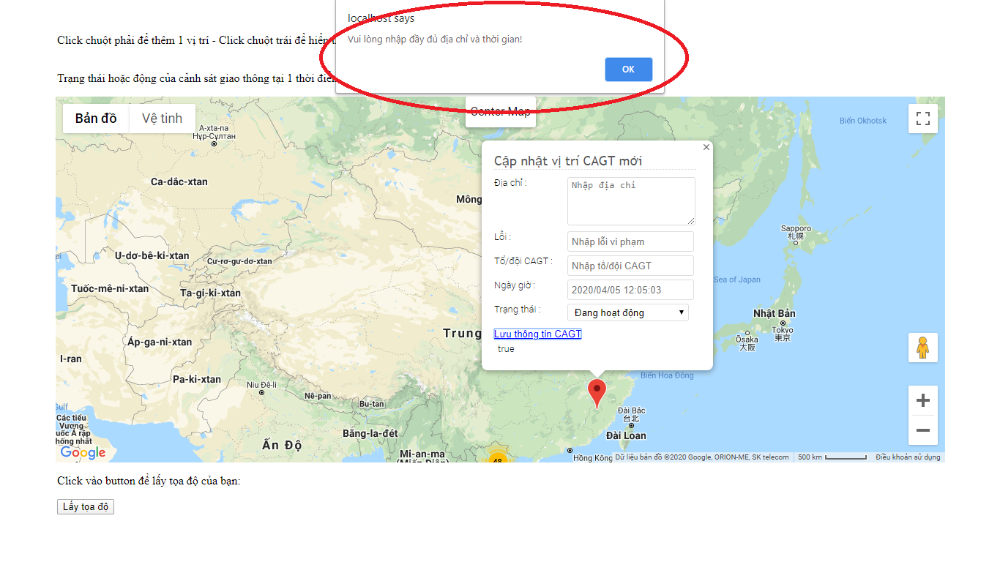 localhost says
Vui lòng nhập đầy đủ địa chỉ và thời gian!
OK
Click chuột phải để thêm 1 vị trí - Click chuột trái để hiển
Trạng thái hoặc động của cảnh sát giao thông tại 1 thời điểm
Bản đồ
Vệ tinh
Center Map
Biển Okhotsk
A-xta-na
Нұр-Сұлтан
Ca-dắc-xtan
Mông
Cập nhật vị trí CAGT mới
Địa chỉ :
Nhập địa chỉ
Lỗi :
Nhập lỗi vi phạm
Tổ/đội CAGT :
Nhập tổ/đội CAGT
Ngày giờ :
2020/04/05 12:05:03
Trạng thái :
Đang hoạt động
Lưu thông tin CAGT
true
Sapporo
札幌
U-dơ-bê-ki-xtan
Cư-rơ-gư-dơ-xtan
Sea of Japan
Tuốc-mê-ni-xtan
Ta-gi-ki-xtan
Nhật Bản
Tokyo
東京
Trung
Áp-ga-ni-xtan
Ōsaka
大阪
I-ran
Pa-ki-xtan
Niu Đê-li
Biển Hoa Đông
Nê-pan
Bu-tan
Gulf
Đài Bắc
台北
Các tiểu
Vương
quốc Ả rập
thống nhất
Băng-la-đét
Đài Loan
Ấn Độ
Mi-an-ma
(Miến Điện)
48
Hồng Kông
Google
Dữ liệu bản đồ ©2020 Google, ORION-ME, SK telecom
500 km
Điều khoản sử dụng
Click vào button để lấy tọa độ của bạn:
Lấy tọa độ